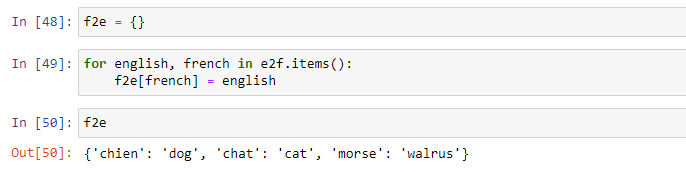 In [48]: f2e = {}
In [49]: for english, french in e2f.items():
    f2e[french] = english
In [50]: f2e
Out[50]: {'chien': 'dog', 'chat': 'cat', 'morse': 'walrus'}